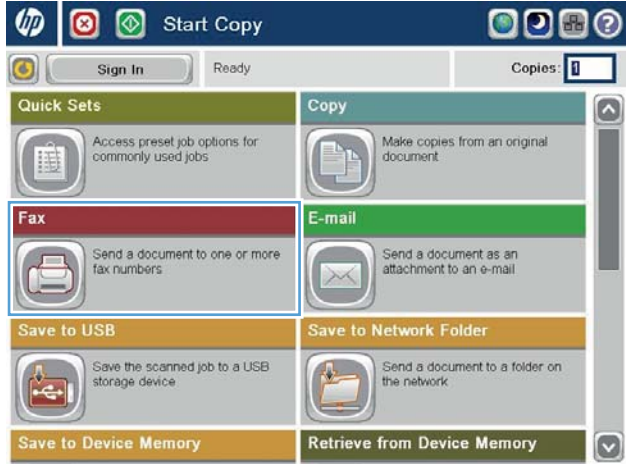 hp Start Copy ?
Sign In Ready Copies: 1
Quick Sets
Access preset job options for
commonly used jobs
Copy
Make copies from an original
document
Fax
Send a document to one or more
fax numbers
E-mail
Send a document as an
attachment to an e-mail
Save to USB
Save the scanned job to a USB
storage device
Save to Network Folder
Send a document to a folder on
the network
Save to Device Memory
Retrieve from Device Memory